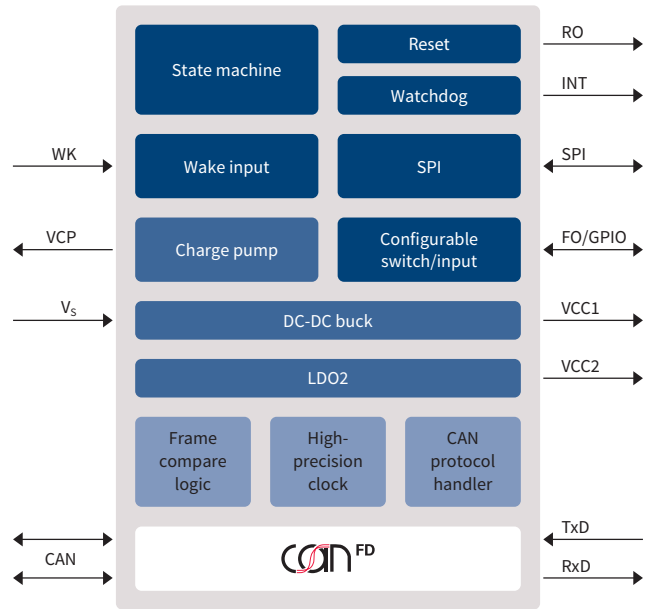 State machine
Reset
RO
Watchdog
INT
WK
Wake input
SPI
SPI
VCP
Charge pump
Configurable
switch/input
FO/GPIO
VS
DC-DC buck
VCC1
LDO2
VCC2
Frame
compare
logic
High-
precision
clock
CAN
protocol
handler
CAN
CAN FD
TxD
RxD